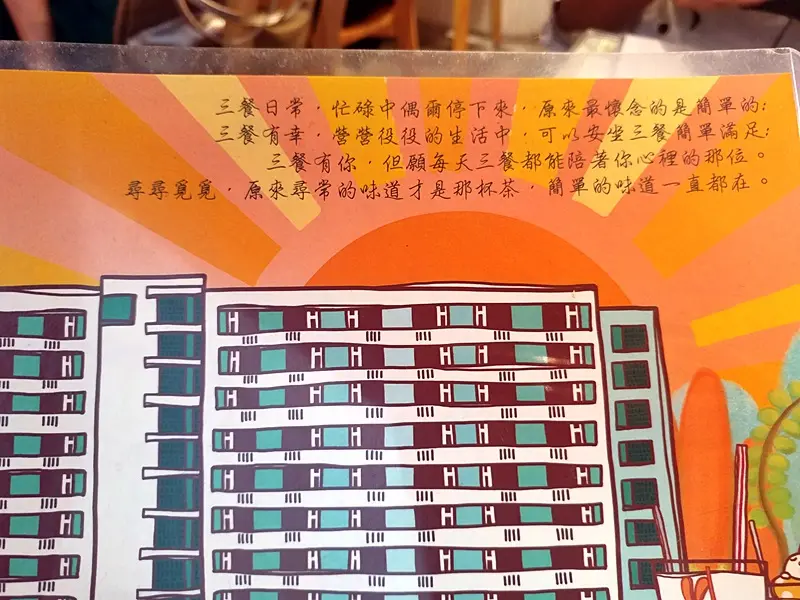 三餐日常，忙碌中偶爾停下來，原來最懷念的是簡單的；
三餐有幸，營營役役的生活中，可以安坐三餐簡單滿足；
三餐有你，但願每天三餐都能陪著你心裡的那位。
尋尋覓覓，原來尋常的味道才是那杯茶，簡單的味道一直都在。